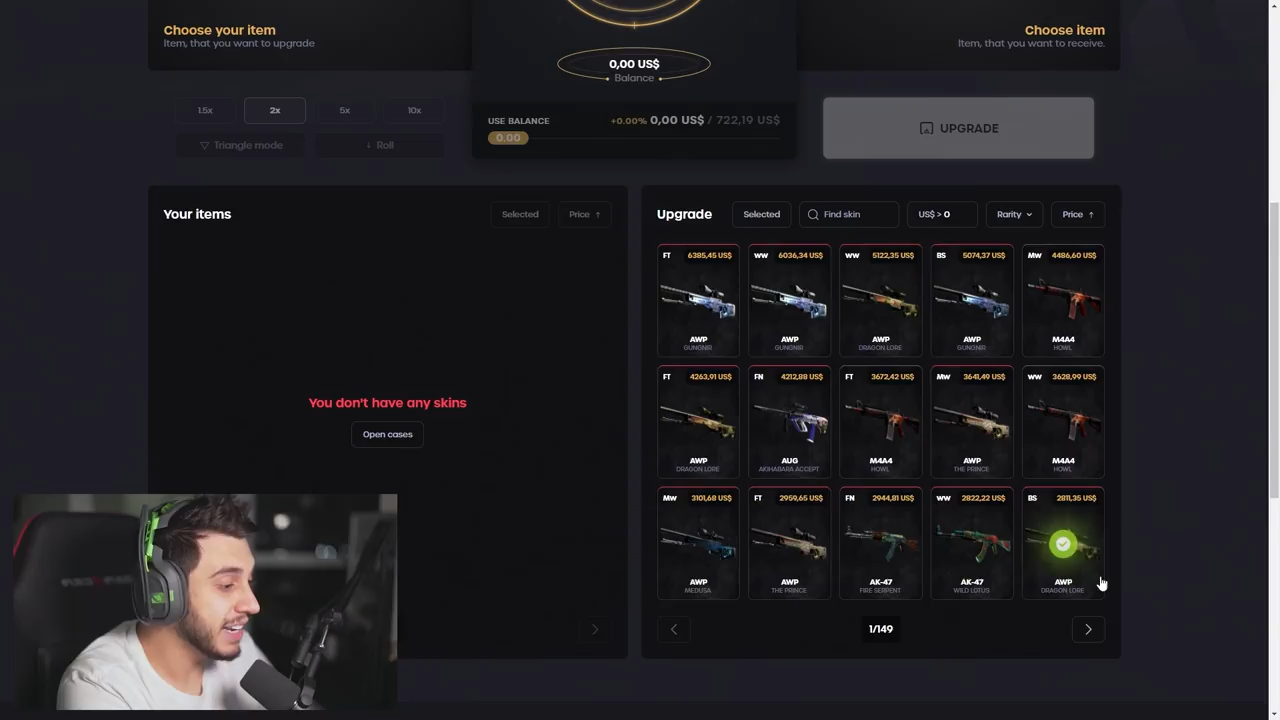 Choose your item
Item, that you want to upgrade
0,00 US$
Balance
Choose item
Item, that you want to receive.
1.5x
2x
5x
10x
Triangle mode
Roll
USE BALANCE
+0.00% 0,00 US$ / 722,19 US$
0.00
UPGRADE
Your items
Selected
Price
You don't have any skins
Open cases
Upgrade
Selected
Find skin
US$ > 0
Rarity
Price
FT 6385,45 US$
AWP
GUNGNIR
WW 6036,34 US$
AWP
GUNGNIR
WW 5122,35 US$
AWP
DRAGON LORE
BS 5074,37 US$
AWP
GUNGNIR
MW 4486,60 US$
M4A4
HOWL
FT 4263,91 US$
AWP
DRAGON LORE
FN 4212,88 US$
AUG
AKIHABARA ACCEPT
FT 3672,42 US$
M4A4
HOWL
MW 3641,49 US$
AWP
THE PRINCE
WW 3628,99 US$
M4A4
HOWL
MW 3101,68 US$
AWP
MEDUSA
FT 2959,65 US$
AWP
THE PRINCE
FN 2944,81 US$
AK-47
FIRE SERPENT
WW 2822,22 US$
AK-47
WILD LOTUS
BS 2811,35 US$
AWP
DRAGON LORE
1/149